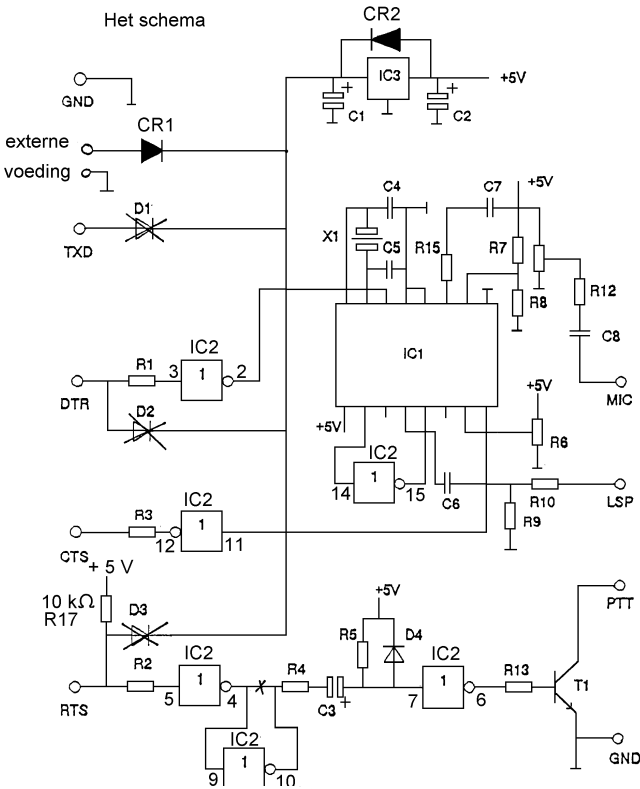 Het schema
CR2
IC3
+
+
+5V
C1
C2
GND
CR1
externe
voeding
D1
TXD
C4
C7
+5V
X1
C5
R15
R7
R8
R12
C8
MIC
IC2
R1
3
1
2
DTR
D2
IC1
+5V
+5V
R6
IC2
14
1
15
C6
R10
LSP
R9
IC2
R3
12
1
11
CTS
+ 5 V
10 kΩ
R17
D3
+5V
PTT
R5
D4
IC2
R2
5
1
4
RTS
R4
C3
+
IC2
7
1
6
R13
T1
GND
IC2
9
1
10